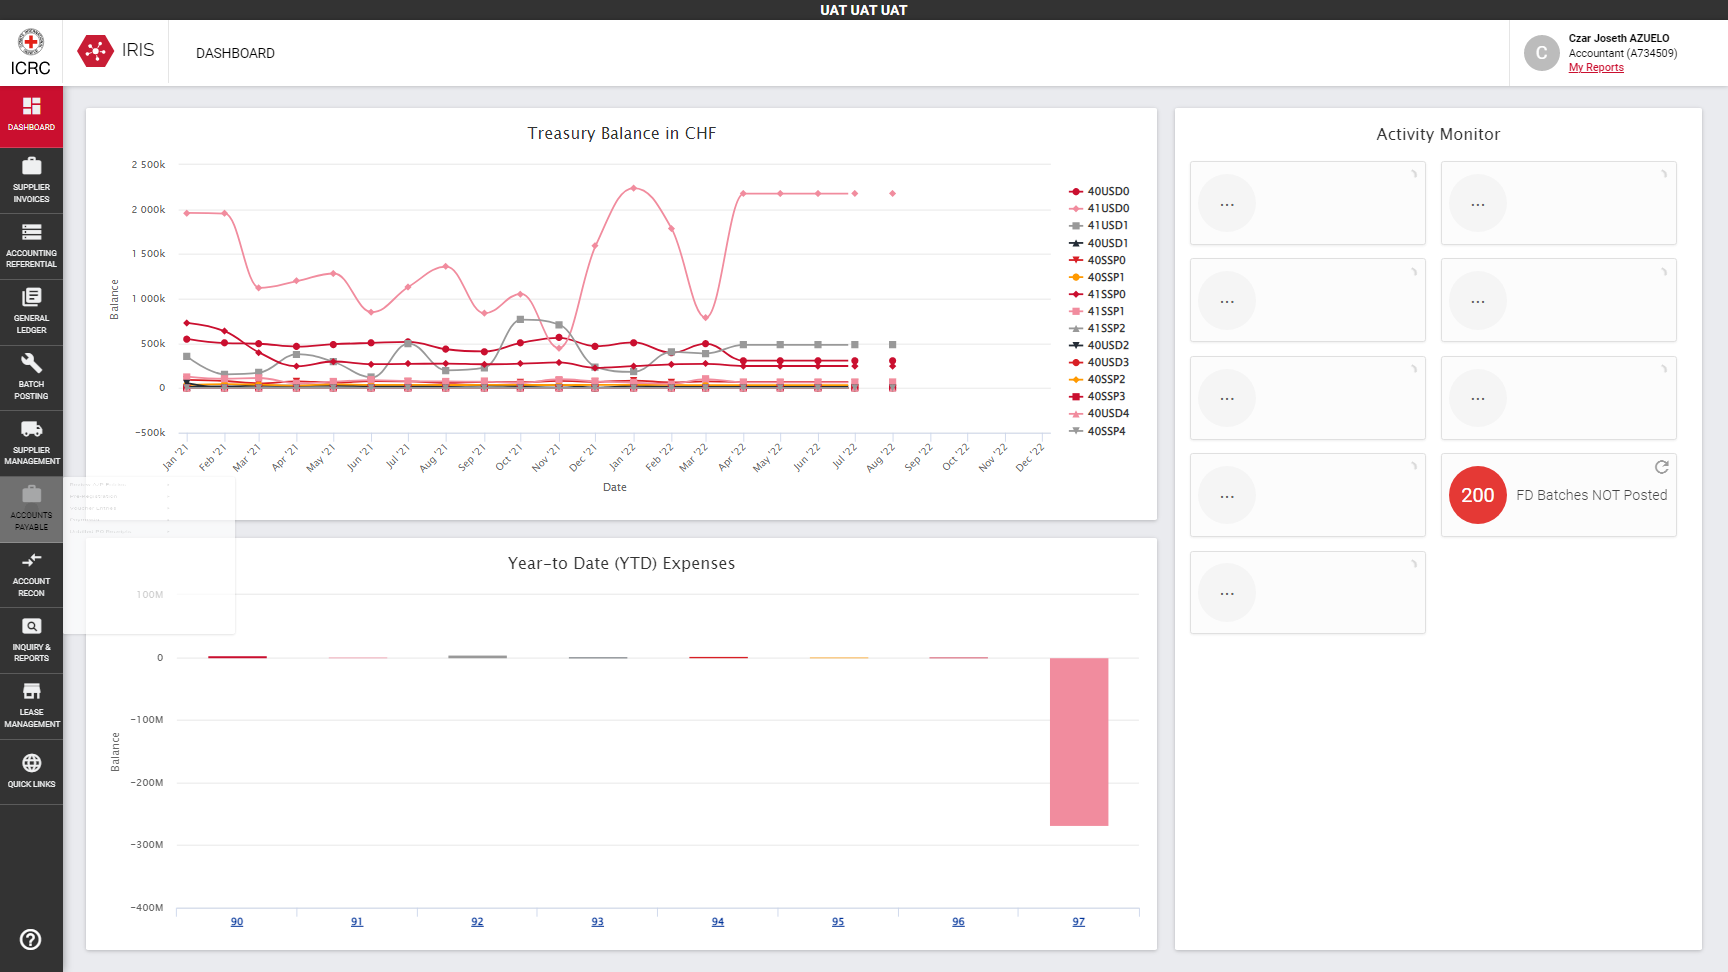 UAT UAT UAT
ICRC
IRIS
DASHBOARD
Czar Joseth AZUELO
Accountant (A734509)
My Reports
C
DASHBOARD
SUPPLIER
INVOICES
ACCOUNTING
REFERENTIAL
GENERAL
LEDGER
BATCH
POSTING
SUPPLIER
MANAGEMENT
ACCOUNTS
PAYABLE
ACCOUNT
RECON
INQUIRY &
REPORTS
LEASE
MANAGEMENT
QUICK LINKS
Treasury Balance in CHF
2 500k
2 000k
1 500k
1 000k
500k
0
-500k
Balance
Jan '21
Feb '21
Mar '21
Apr '21
May '21
Jun '21
Jul '21
Aug '21
Sep '21
Oct '21
Nov '21
Dec '21
Jan '22
Feb '22
Mar '22
Apr '22
May '22
Jun '22
Jul '22
Aug '22
Sep '22
Oct '22
Nov '22
Dec '22
Date
40USD0
41USD0
41USD1
40USD1
40SSP0
40SSP1
41SSP0
41SSP1
41SSP2
40USD2
40USD3
40SSP2
40SSP3
40USD4
40SSP4
Year-to Date (YTD) Expenses
100M
0
-100M
-200M
-300M
-400M
Balance
90
91
92
93
94
95
96
97
Activity Monitor
...
...
...
...
...
...
...
200
FD Batches NOT Posted
...